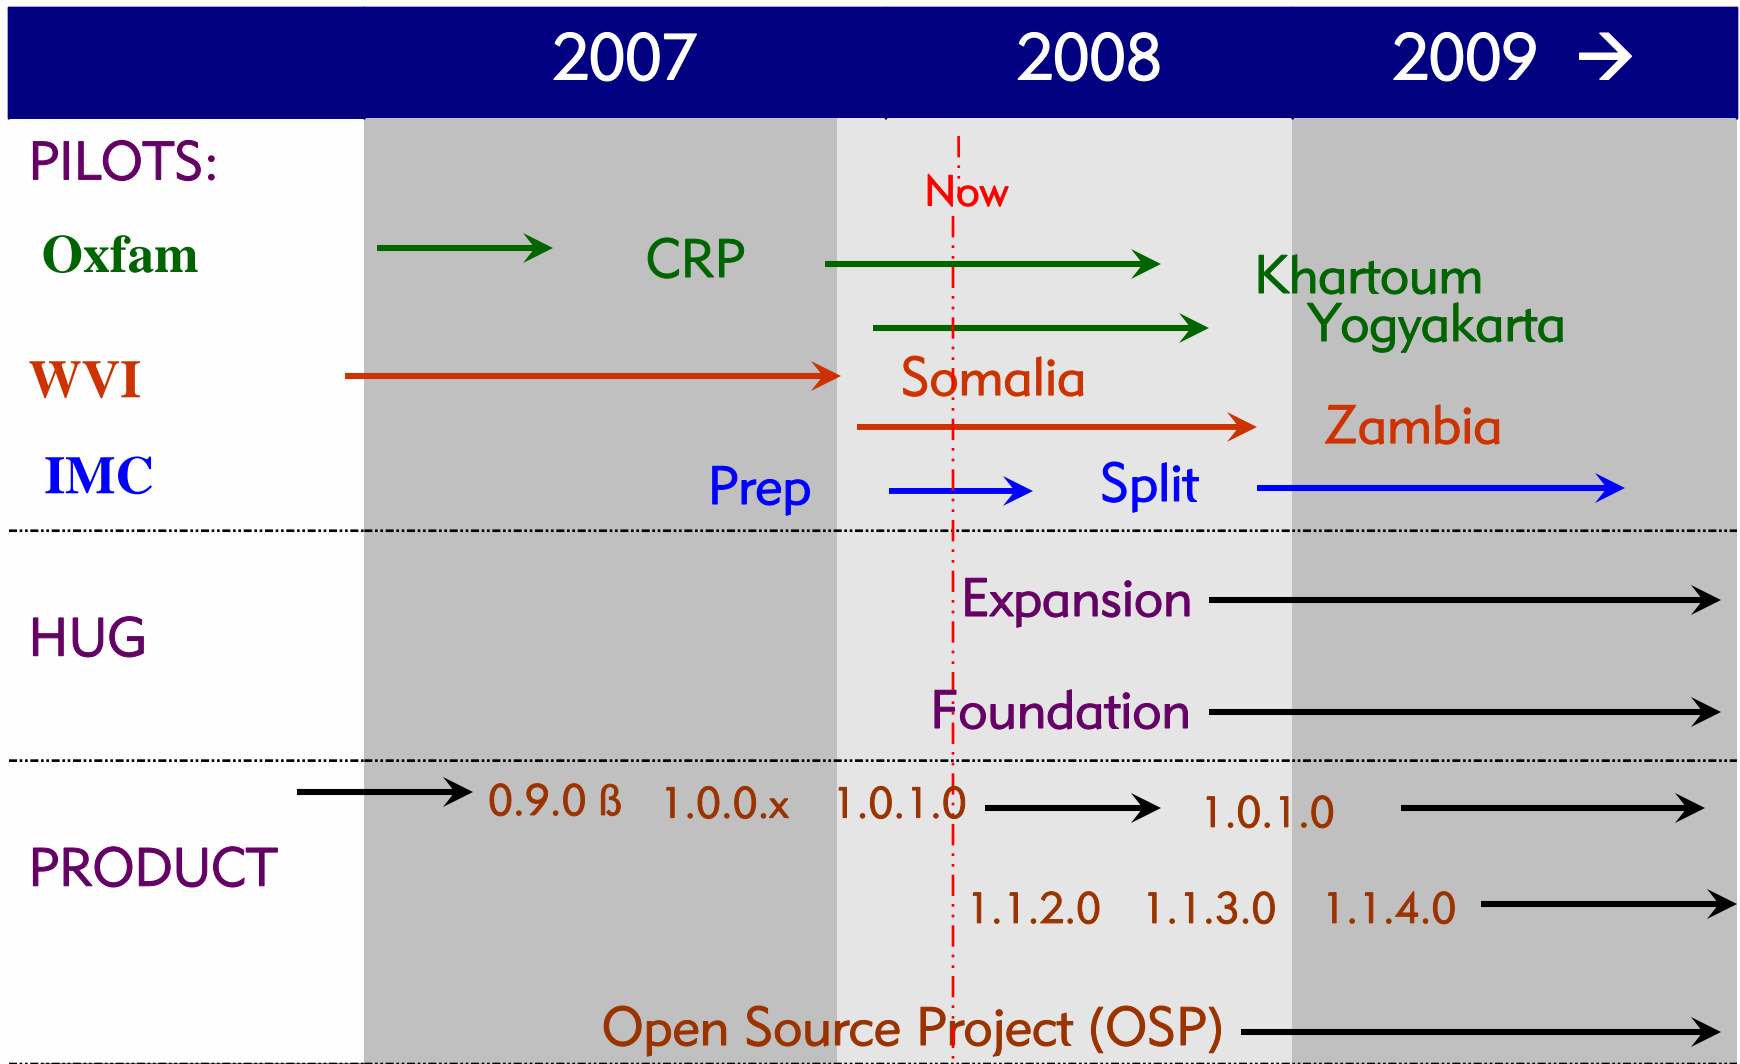 2007 2008 2009 →
PILOTS:
Now
Oxfam CRP Khartoum
Yogyakarta
WVI Somalia
Zambia
IMC Prep Split
Expansion
HUG
Foundation
0.9.0 ß 1.0.0.x 1.0.1.0 1.0.1.0
PRODUCT
1.1.2.0 1.1.3.0 1.1.4.0
Open Source Project (OSP)